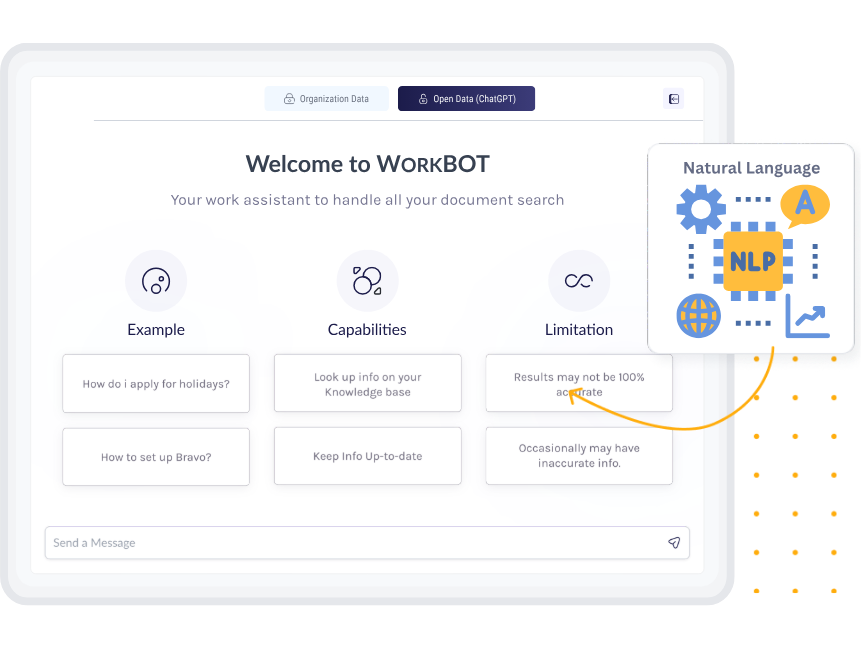 Organization Data
Open Data (ChatGPT)
Welcome to WORKBOT
Your work assistant to handle all your document search
Natural Language
A
NLP
Example
Capabilities
Limitation
How do i apply for holidays?
Look up info on your
Knowledge base
Results may not be 100%
accurate
How to set up Bravo?
Keep Info Up-to-date
Occasionally may have
inaccurate info.
Send a Message